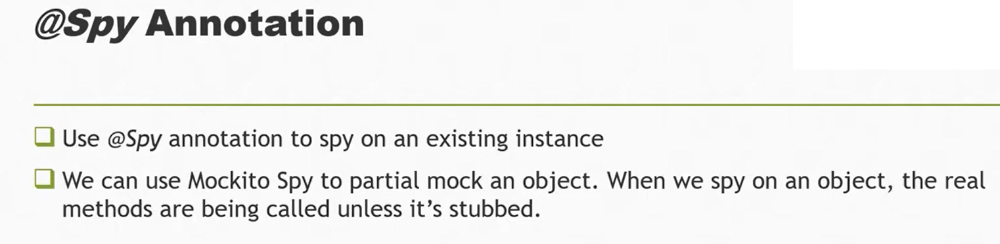 @Spy Annotation
Use @Spy annotation to spy on an existing instance
We can use Mockito Spy to partial mock an object. When we spy on an object, the real
methods are being called unless it’s stubbed.